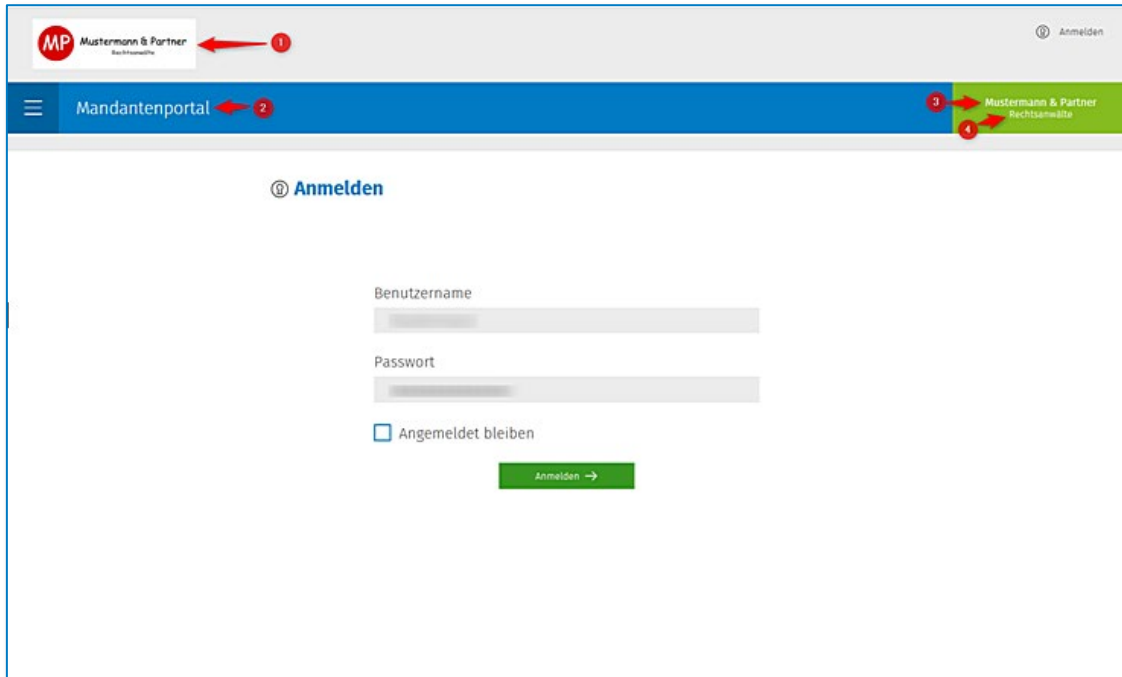 MP Mustermann & Partner
Rechtsanwälte
1
Anmelden
Mandantenportal
2
3
Mustermann & Partner
4
Rechtsanwälte
Anmelden
Benutzername
Passwort
Angemeldet bleiben
Anmelden →